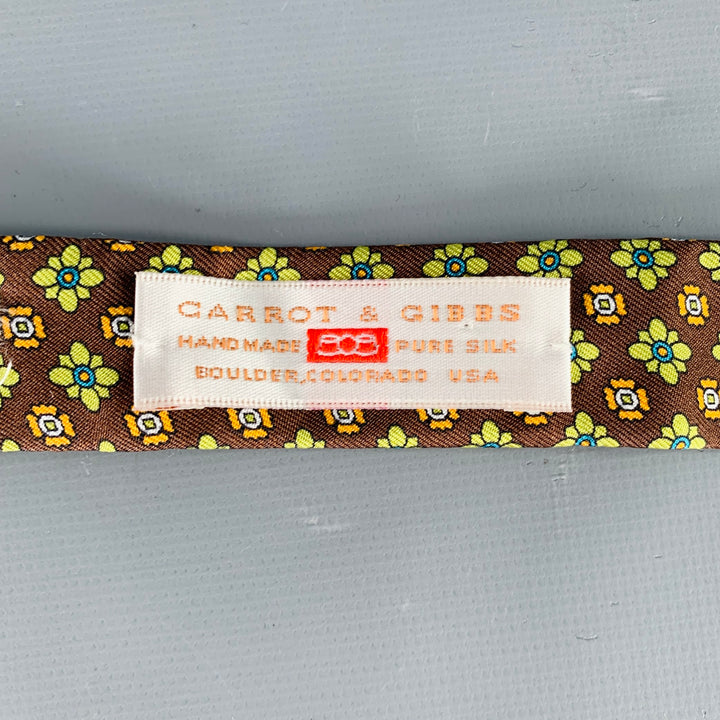 CARROT & GIBBS
HANDMADE PURE SILK
BOULDER, COLORADO USA